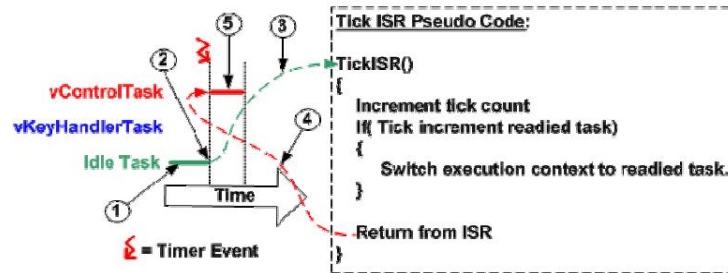 Tick ISR Pseudo Code:
5
3
2
TickISR()
{
vControlTask
Increment tick count
vKeyHandlerTask
If( Tick increment readied task)
4
{
Idle Task
Switch execution context to readied task.
1
Time
}
Return from ISR
= Timer Event
}